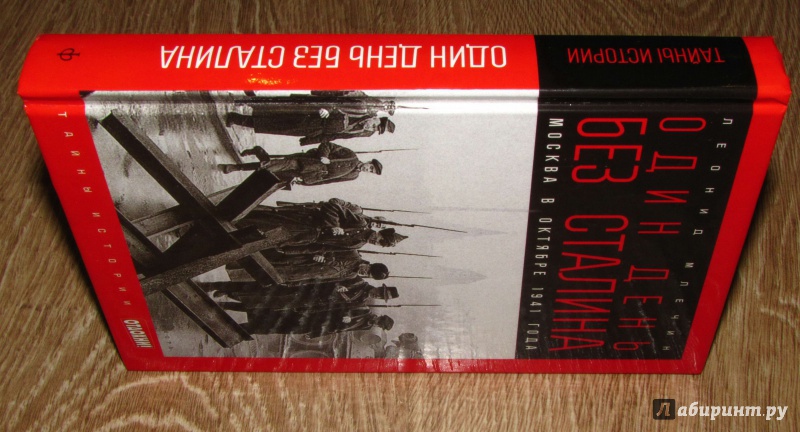 ТАЙНЫ ИСТОРИИ
ОДИН ДЕНЬ БЕЗ СТАЛИНА
Ф
ЛЕОНИД МЛЕЧИН
ОДИН ДЕНЬ
БЕЗ СТАЛИНА
МОСКВА В ОКТЯБРЕ 1941 ГОДА
ТАЙНЫ ИСТОРИИ
Лабиринт.ру